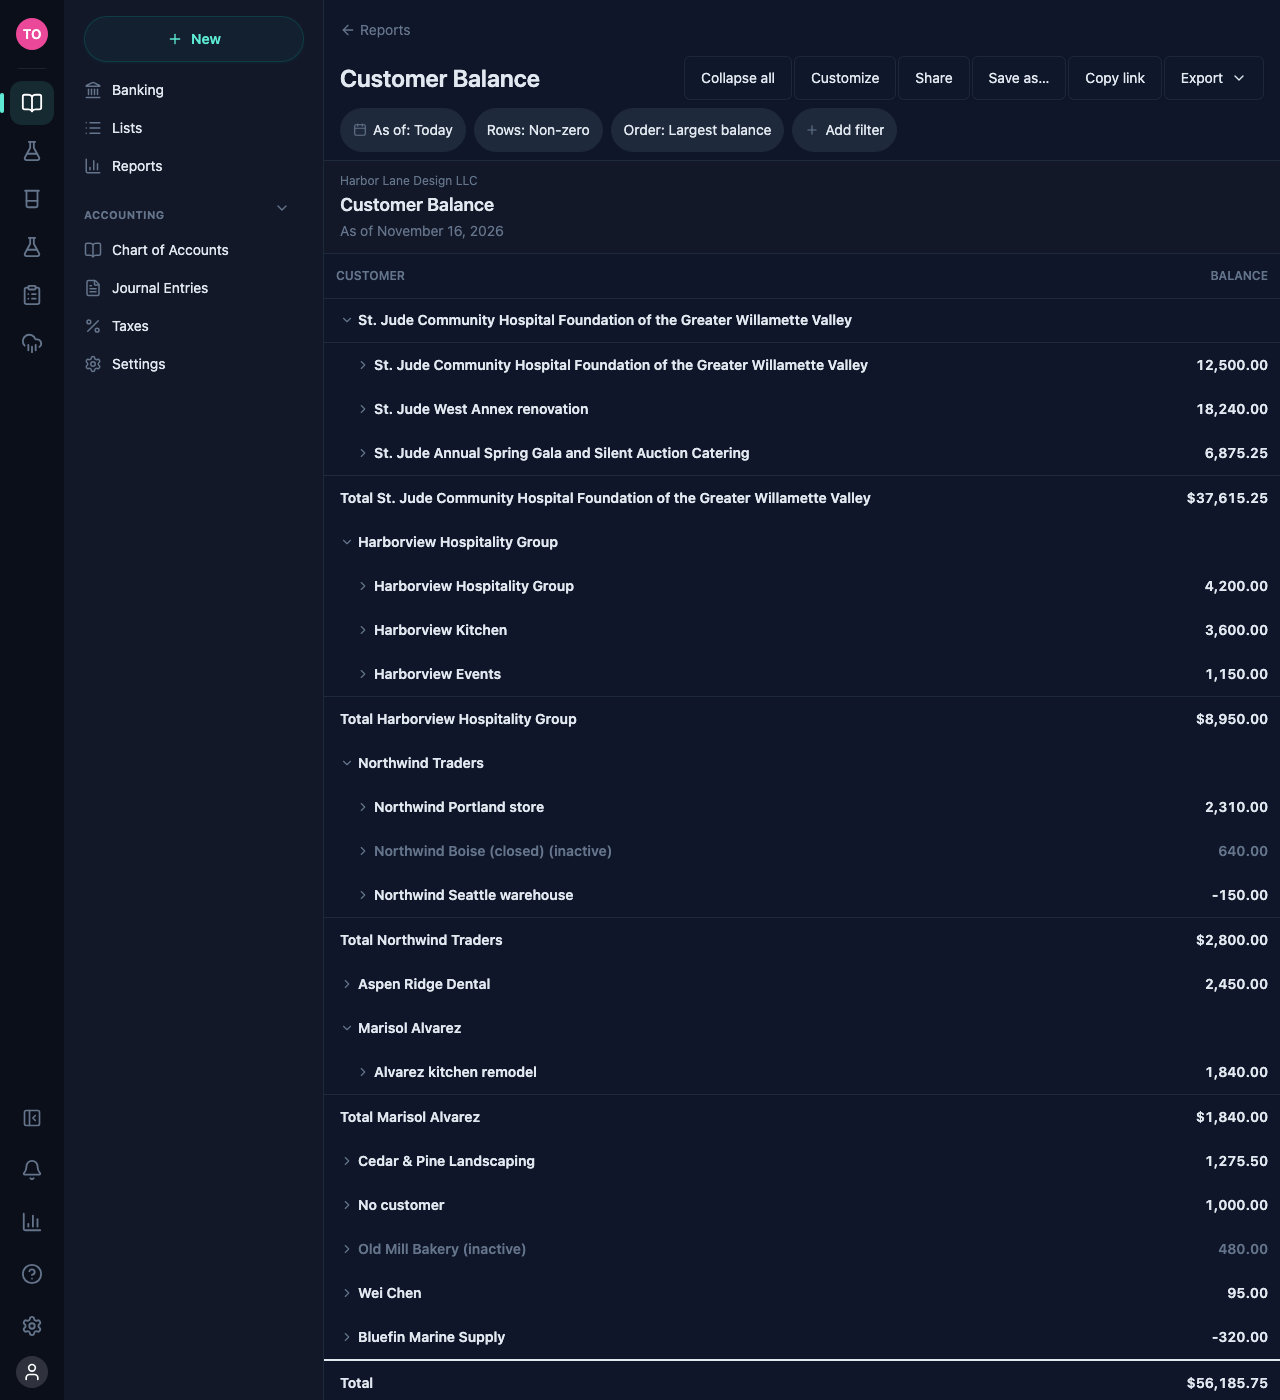 TO
New
Banking
Lists
Reports
ACCOUNTING
Chart of Accounts
Journal Entries
Taxes
Settings
Reports
Customer Balance
Collapse all
Customize
Share
Save as...
Copy link
Export
As of: Today
Rows: Non-zero
Order: Largest balance
Add filter
Harbor Lane Design LLC
Customer Balance
As of November 16, 2026
CUSTOMER BALANCE
St. Jude Community Hospital Foundation of the Greater Willamette Valley
St. Jude Community Hospital Foundation of the Greater Willamette Valley 12,500.00
St. Jude West Annex renovation 18,240.00
St. Jude Annual Spring Gala and Silent Auction Catering 6,875.25
Total St. Jude Community Hospital Foundation of the Greater Willamette Valley $37,615.25
Harborview Hospitality Group
Harborview Hospitality Group 4,200.00
Harborview Kitchen 3,600.00
Harborview Events 1,150.00
Total Harborview Hospitality Group $8,950.00
Northwind Traders
Northwind Portland store 2,310.00
Northwind Boise (closed) (inactive) 640.00
Northwind Seattle warehouse -150.00
Total Northwind Traders $2,800.00
Aspen Ridge Dental 2,450.00
Marisol Alvarez
Alvarez kitchen remodel 1,840.00
Total Marisol Alvarez $1,840.00
Cedar & Pine Landscaping 1,275.50
No customer 1,000.00
Old Mill Bakery (inactive) 480.00
Wei Chen 95.00
Bluefin Marine Supply -320.00
Total $56,185.75